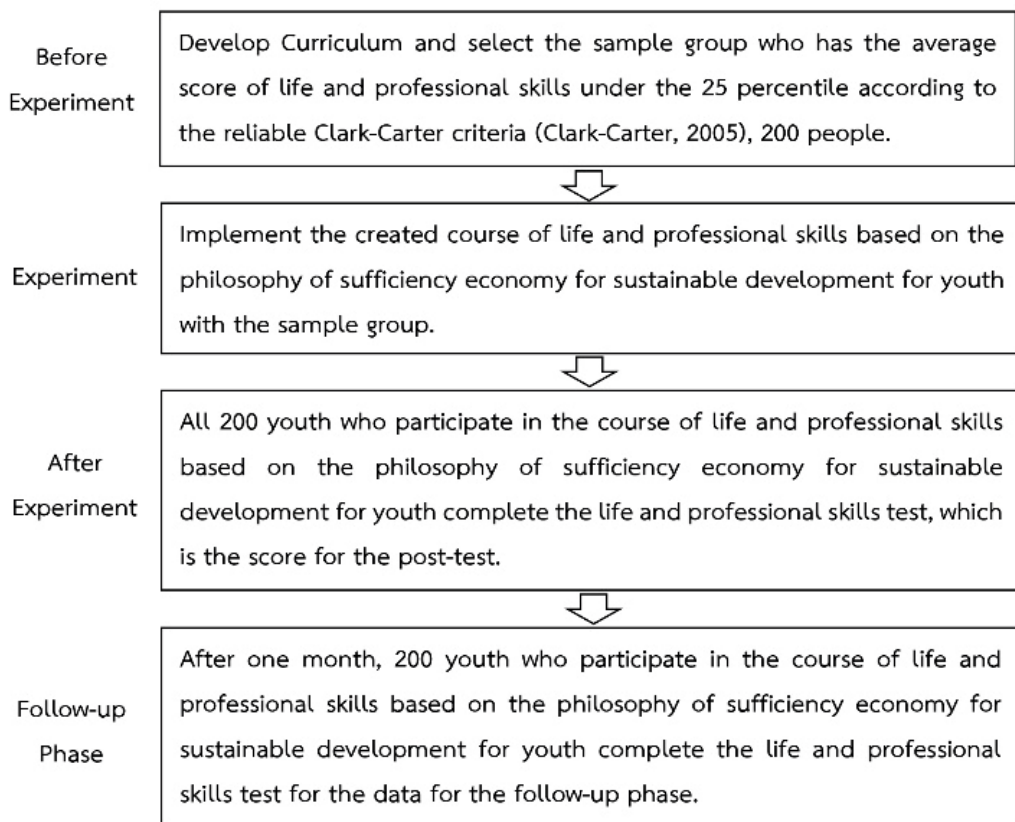 Before
Experiment
Develop Curriculum and select the sample group who has the average
score of life and professional skills under the 25 percentile according to
the reliable Clark-Carter criteria (Clark-Carter, 2005), 200 people.
Experiment
Implement the created course of life and professional skills based on the
philosophy of sufficiency economy for sustainable development for youth
with the sample group.
After
Experiment
All 200 youth who participate in the course of life and professional skills
based on the philosophy of sufficiency economy for sustainable
development for youth complete the life and professional skills test, which
is the score for the post-test.
Follow-up
Phase
After one month, 200 youth who participate in the course of life and
professional skills based on the philosophy of sufficiency economy for
sustainable development for youth complete the life and professional
skills test for the data for the follow-up phase.